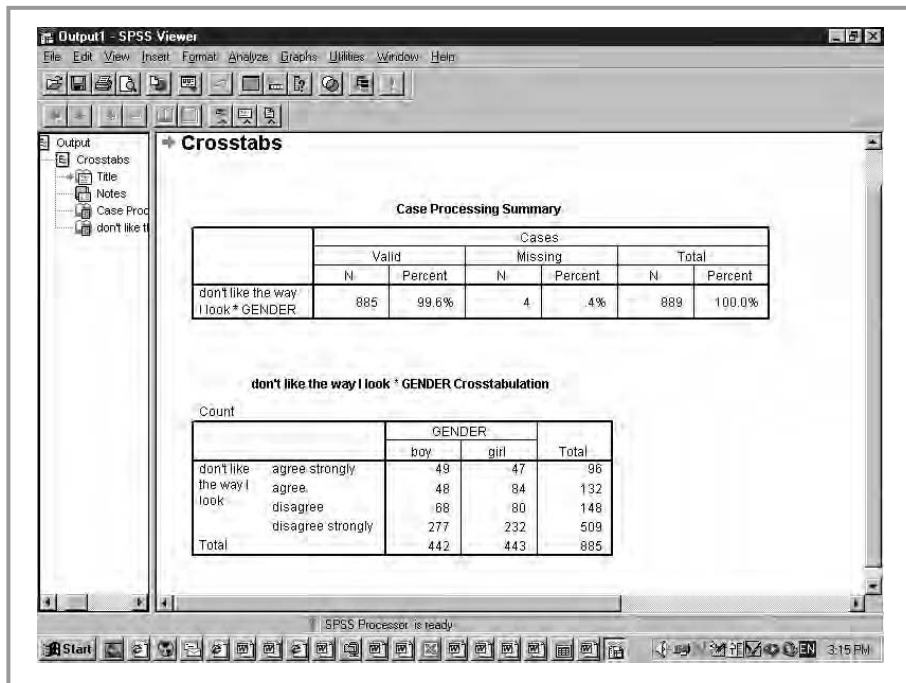 Output1 - SPSS Viewer
File Edit View Insert Format Analyze Graphs Utilities Window Help
Output
Crosstabs
Title
Notes
Case Proc
don't like t
Crosstabs
Case Processing Summary
Cases
Valid Missing Total
N Percent N Percent N Percent
don't like the way
I look * GENDER 885 99.6% 4 .4% 889 100.0%
don't like the way I look * GENDER Crosstabulation
Count
GENDER
boy girl Total
don't like agree strongly 49 47 96
the way I agree 48 84 132
look disagree 68 80 148
disagree strongly 277 232 509
Total 442 443 885
SPSS Processor is ready
Start EN 3:15 PM